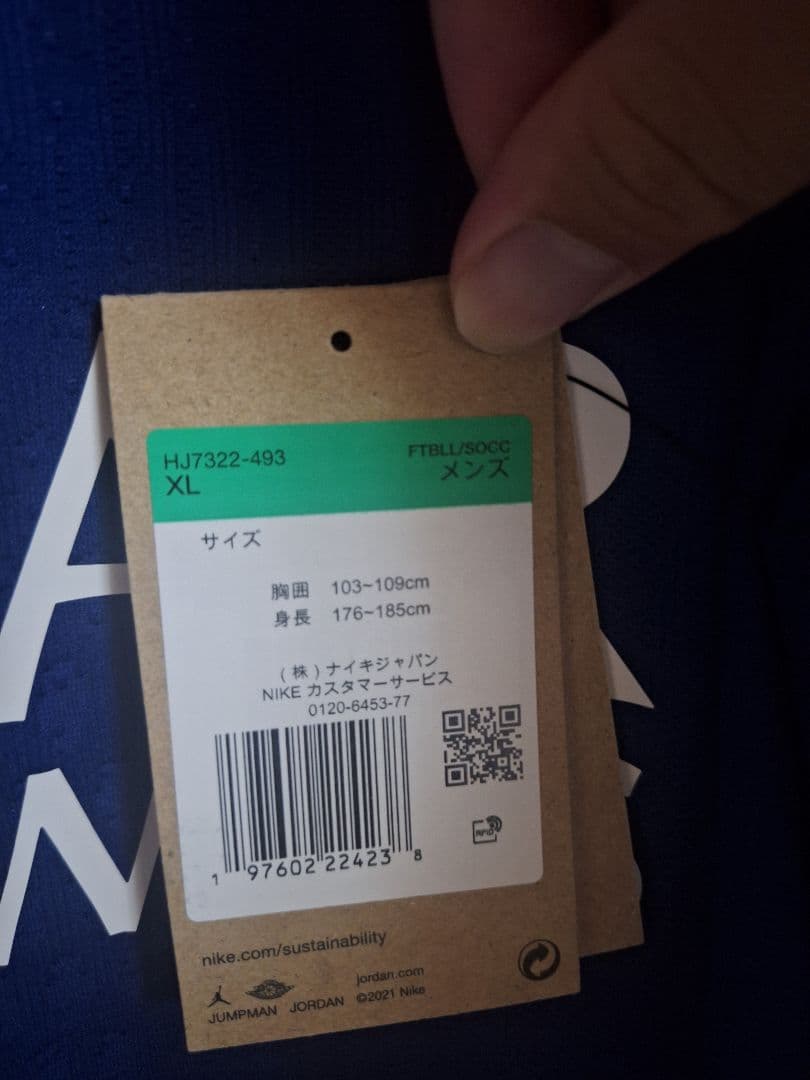 HJ7322-493
XL
FTBLL/SOCC
メンズ
サイズ
胸囲 103~109cm
身長 176~185cm
(株)ナイキジャパン
NIKE カスタマーサービス
0120-6453-77
1 97602 22423 8
RFID
nike.com/sustainability
jordan.com
JUMPMAN JORDAN ©2021 Nike